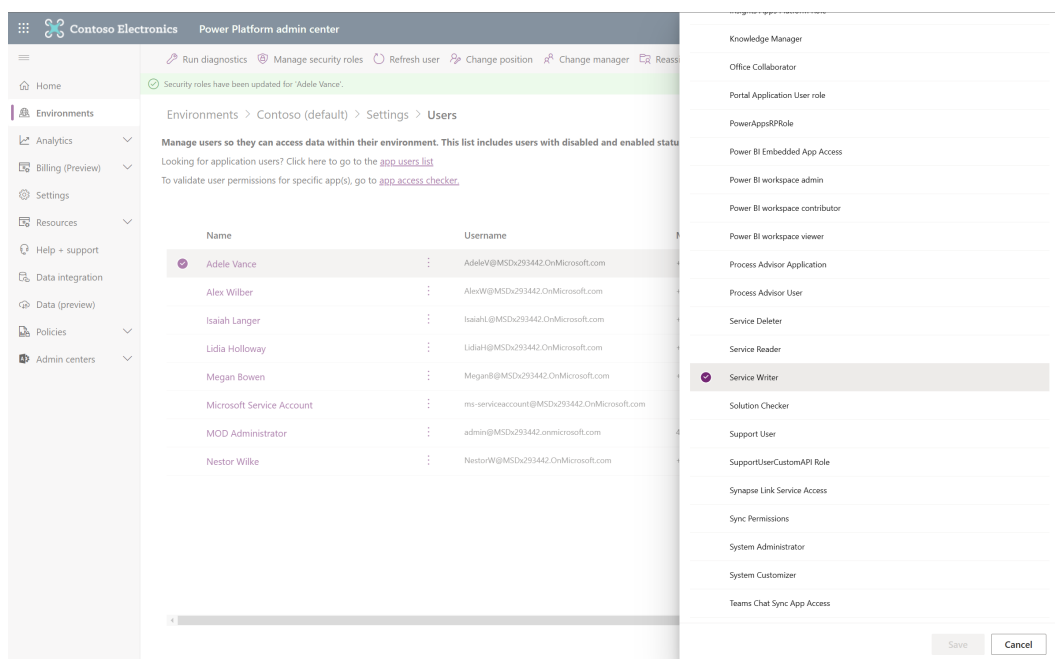 Contoso Electronics Power Platform admin center
Run diagnostics Manage security roles Refresh user Change position Change manager Reass
Security roles have been updated for 'Adele Vance'.
Home
Environments
Analytics
Billing (Preview)
Settings
Resources
Help + support
Data integration
Data (preview)
Policies
Admin centers
Environments > Contoso (default) > Settings > Users
Manage users so they can access data within their environment. This list includes users with disabled and enabled statu
Looking for application users? Click here to go to the app users list
To validate user permissions for specific app(s), go to app access checker.
Name Username
Adele Vance AdeleV@MSDx293442.OnMicrosoft.com
Alex Wilber AlexW@MSDx293442.OnMicrosoft.com
Isaiah Langer IsaiahL@MSDx293442.OnMicrosoft.com
Lidia Holloway LidiaH@MSDx293442.OnMicrosoft.com
Megan Bowen MeganB@MSDx293442.OnMicrosoft.com
Microsoft Service Account ms-serviceaccount@MSDx293442.OnMicrosoft.com
MOD Administrator admin@MSDx293442.onmicrosoft.com 4
Nestor Wilke NestorW@MSDx293442.OnMicrosoft.com
Knowledge Manager
Office Collaborator
Portal Application User role
PowerAppsRPRole
Power BI Embedded App Access
Power BI workspace admin
Power BI workspace contributor
Power BI workspace viewer
Process Advisor Application
Process Advisor User
Service Deleter
Service Reader
Service Writer
Solution Checker
Support User
SupportUserCustomAPI Role
Synapse Link Service Access
Sync Permissions
System Administrator
System Customizer
Teams Chat Sync App Access
Save Cancel